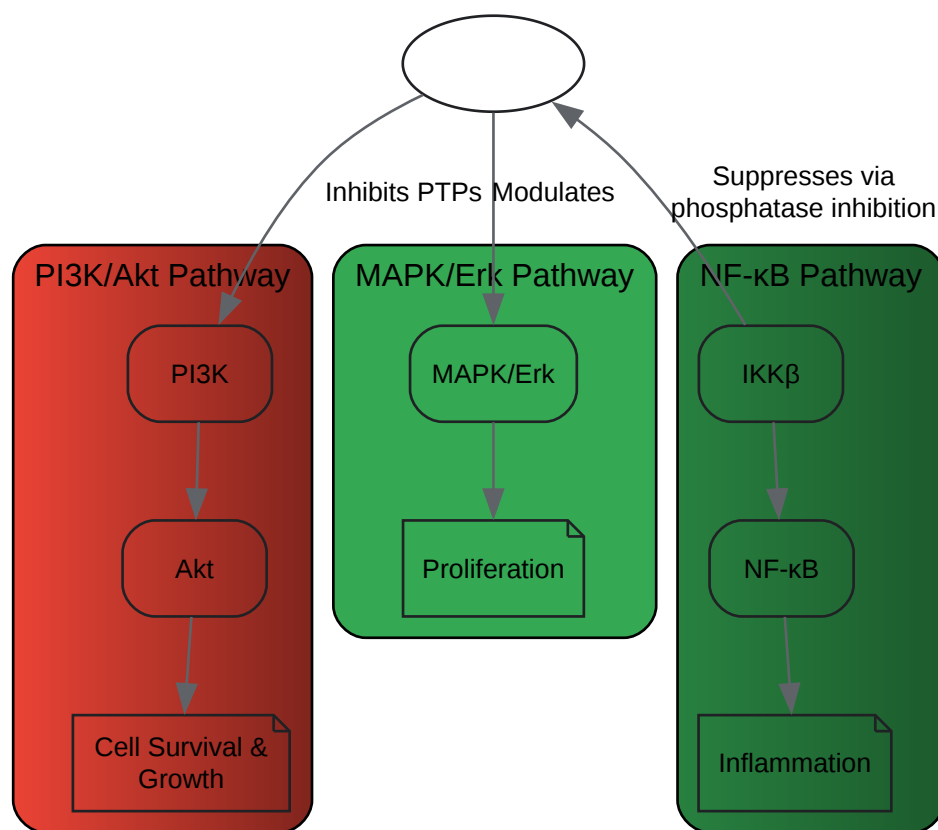 Inhibits PTPs
Modulates
Suppresses via
phosphatase inhibition
PI3K/Akt Pathway
MAPK/Erk Pathway
NF-κB Pathway
PI3K
MAPK/Erk
IKKβ
Akt
Proliferation
NF-κB
Cell Survival &
Growth
Inflammation